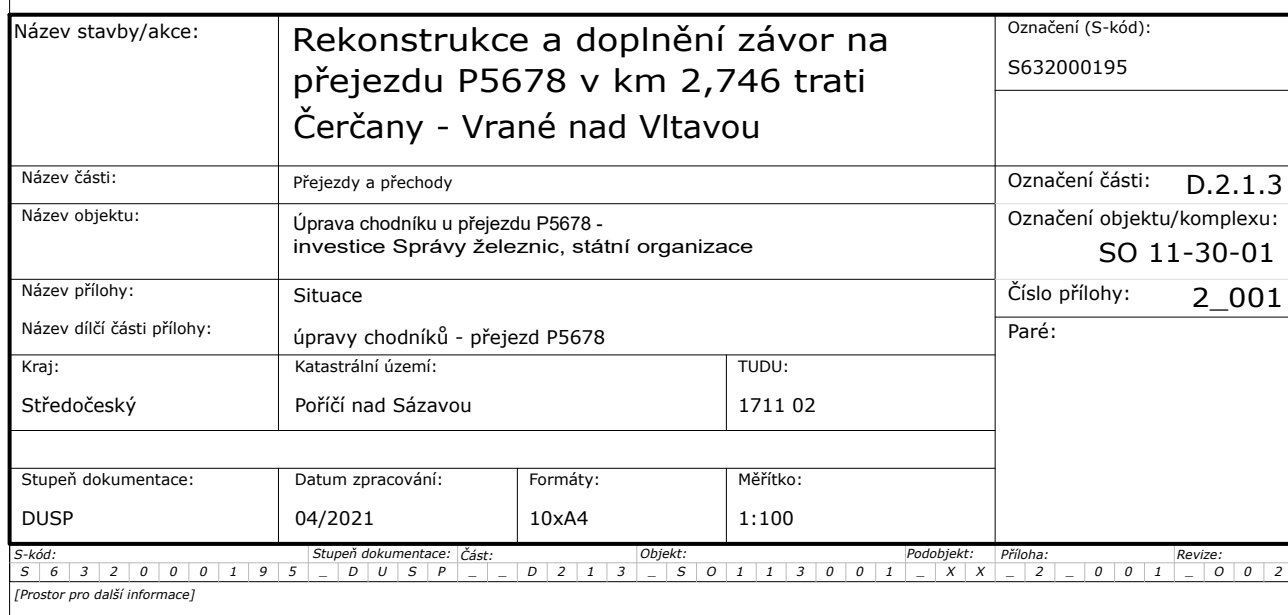 Název stavby/akce:
Rekonstrukce a doplnění závor na
přejezdu P5678 v km 2,746 trati
Čerčany - Vrané nad Vltavou
Označení (S-kód):
S632000195
Název části:
Přejezdy a přechody
Označení části:
D.2.1.3
Název objektu:
Úprava chodníku u přejezdu P5678 -
investice Správy železnic, státní organizace
Označení objektu/komplexu:
SO 11-30-01
Název přílohy:
Situace
Číslo přílohy:
2_001
Název dílčí části přílohy:
úpravy chodníků - přejezd P5678
Paré:
Kraj:
Středočeský
Katastrální území:
Poříčí nad Sázavou
TUDU:
1711 02
Stupeň dokumentace:
DUSP
Datum zpracování:
04/2021
Formáty:
10xA4
Měřítko:
1:100
S-kód: Stupeň dokumentace: Část: Objekt: Podobjekt: Příloha: Revize:
S 6 3 2 0 0 0 1 9 5 _ D U S P _ _ D 2 1 3 _ S O 1 1 3 0 0 1 _ X X _ 2 _ 0 0 1 _ O 0 2
[Prostor pro další informace]